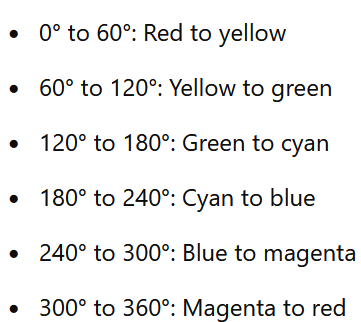 • 0° to 60°: Red to yellow
• 60° to 120°: Yellow to green
• 120° to 180°: Green to cyan
• 180° to 240°: Cyan to blue
• 240° to 300°: Blue to magenta
• 300° to 360°: Magenta to red